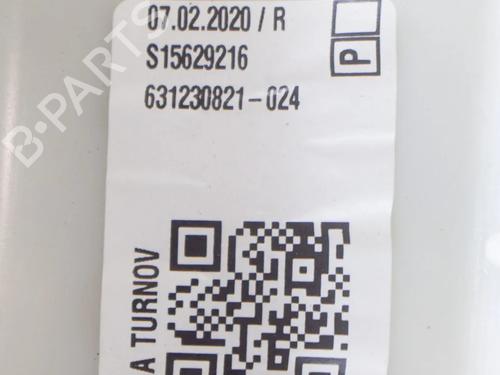 07.02.2020 / R
S15629216
631230821-024
P
A TURNOV
B-PARTS